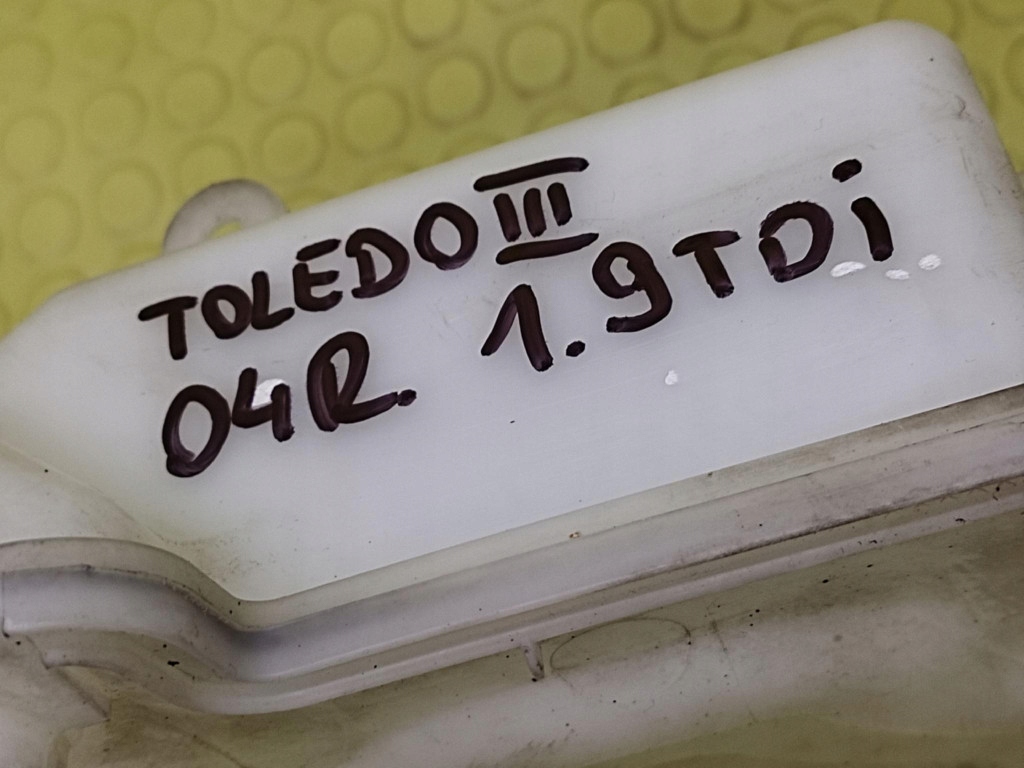 TOLEDO III
04R. 1.9TDi